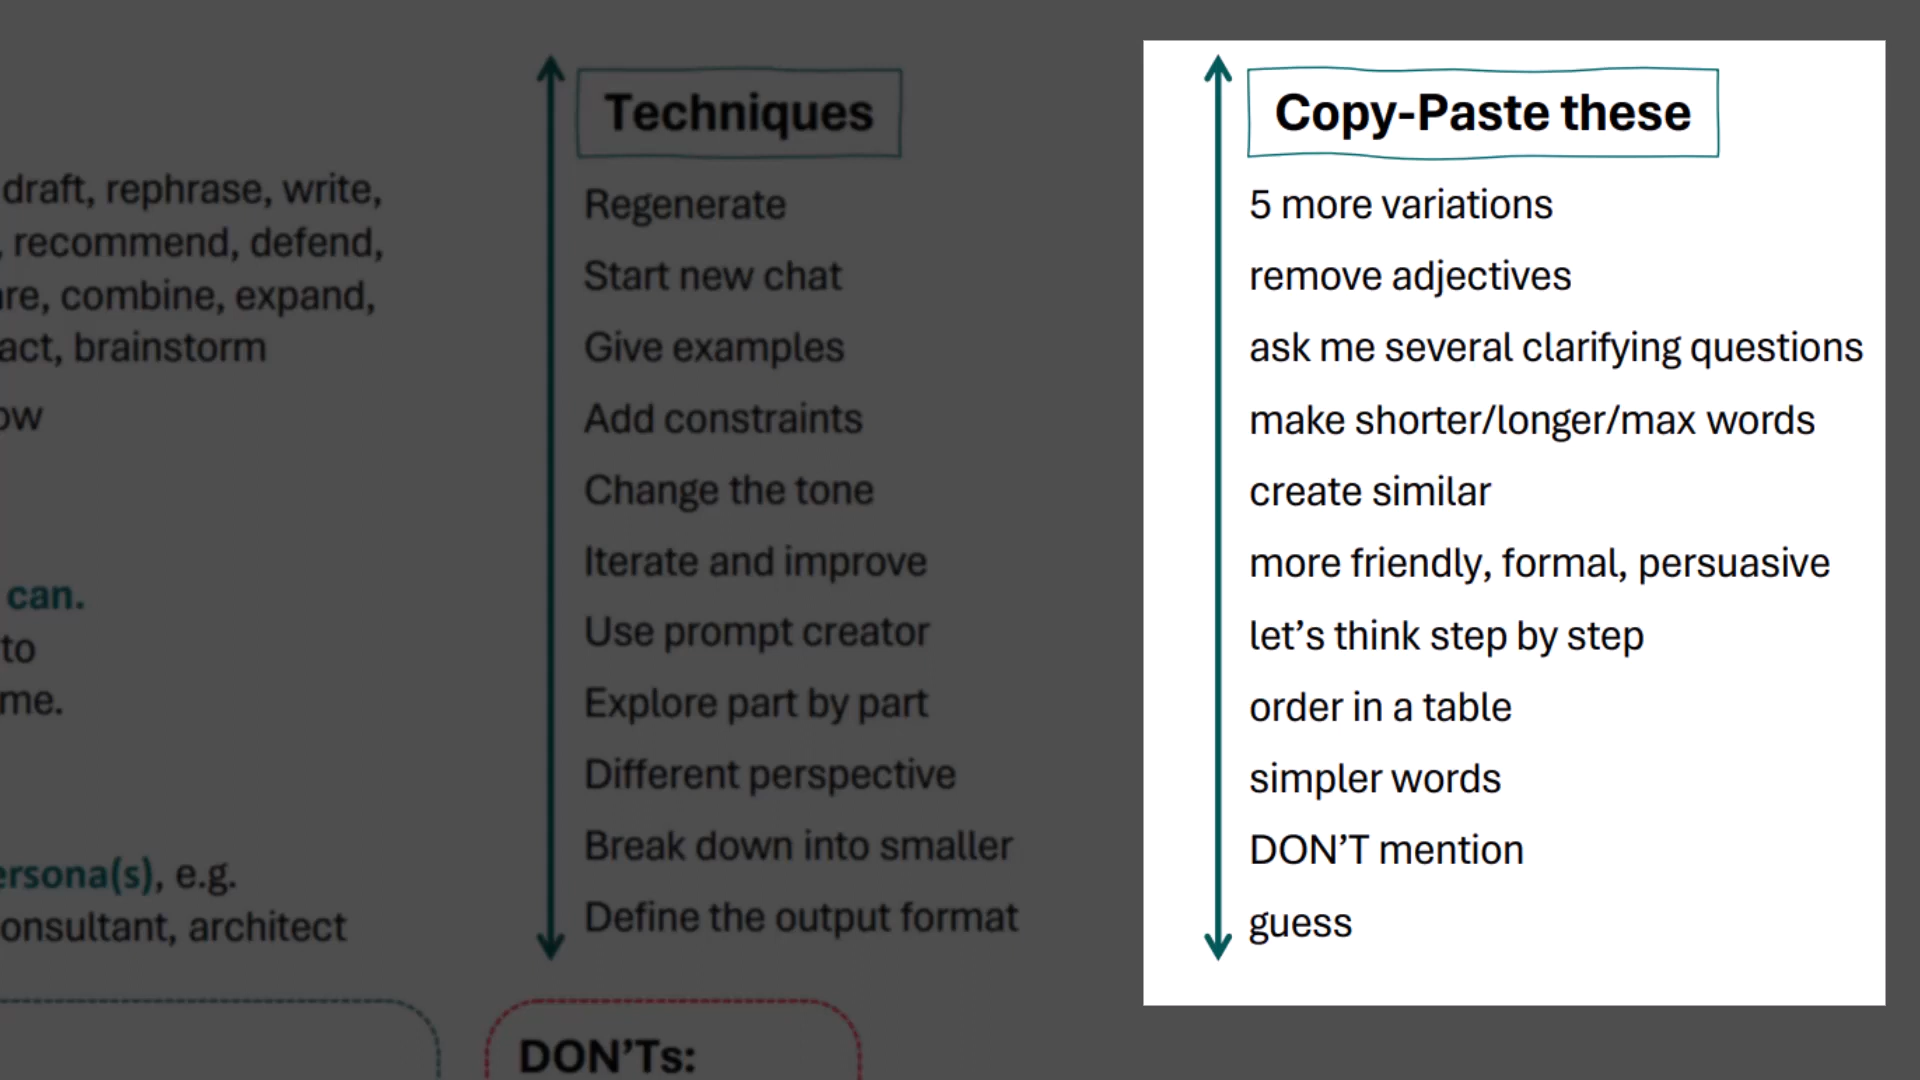 draft, rephrase, write,
, recommend, defend,
re, combine, expand,
act, brainstorm
ow
can.
to
me.
ersona(s), e.g.
onsultant, architect
Techniques
Regenerate
Start new chat
Give examples
Add constraints
Change the tone
Iterate and improve
Use prompt creator
Explore part by part
Different perspective
Break down into smaller
Define the output format
DON’Ts:
Copy-Paste these
5 more variations
remove adjectives
ask me several clarifying questions
make shorter/longer/max words
create similar
more friendly, formal, persuasive
let’s think step by step
order in a table
simpler words
DON’T mention
guess